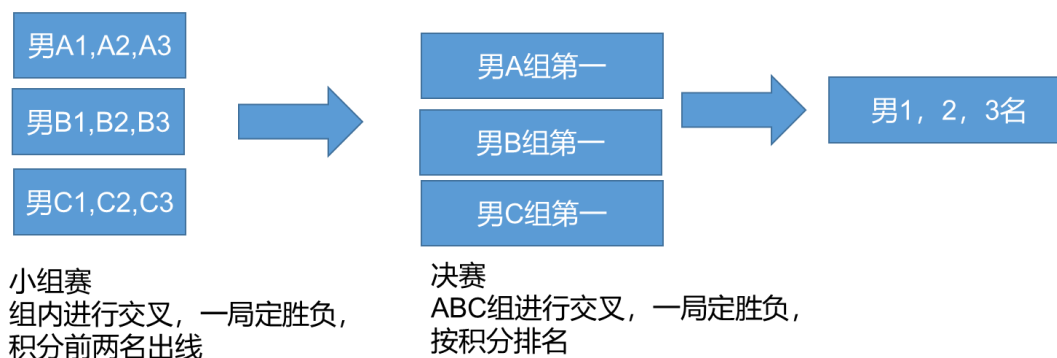 男A1,A2,A3
男B1,B2,B3
男C1,C2,C3
小组赛
组内进行交叉，一局定胜负，
积分前两名出线
男A组第一
男B组第一
男C组第一
决赛
ABC组进行交叉，一局定胜负，
按积分排名
男1，2，3名